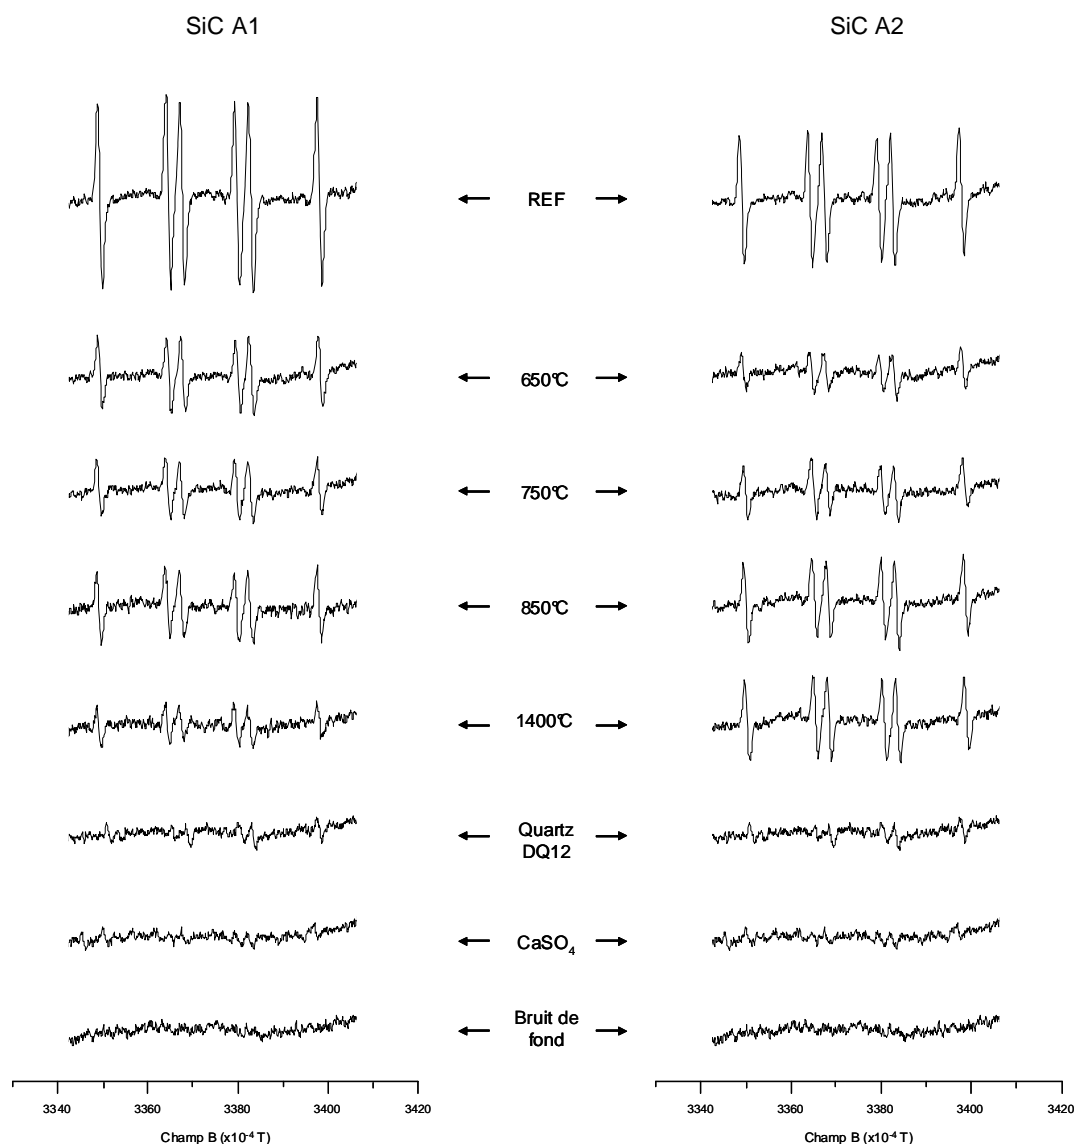 SiC A1 SiC A2
REF
650°C
750°C
850°C
1400°C
Quartz
DQ12
CaSO₄
Bruit de
fond
3340 3360 3380 3400 3420 3340 3360 3380 3400 3420
Champ B (x10⁻⁴ T) Champ B (x10⁻⁴ T)